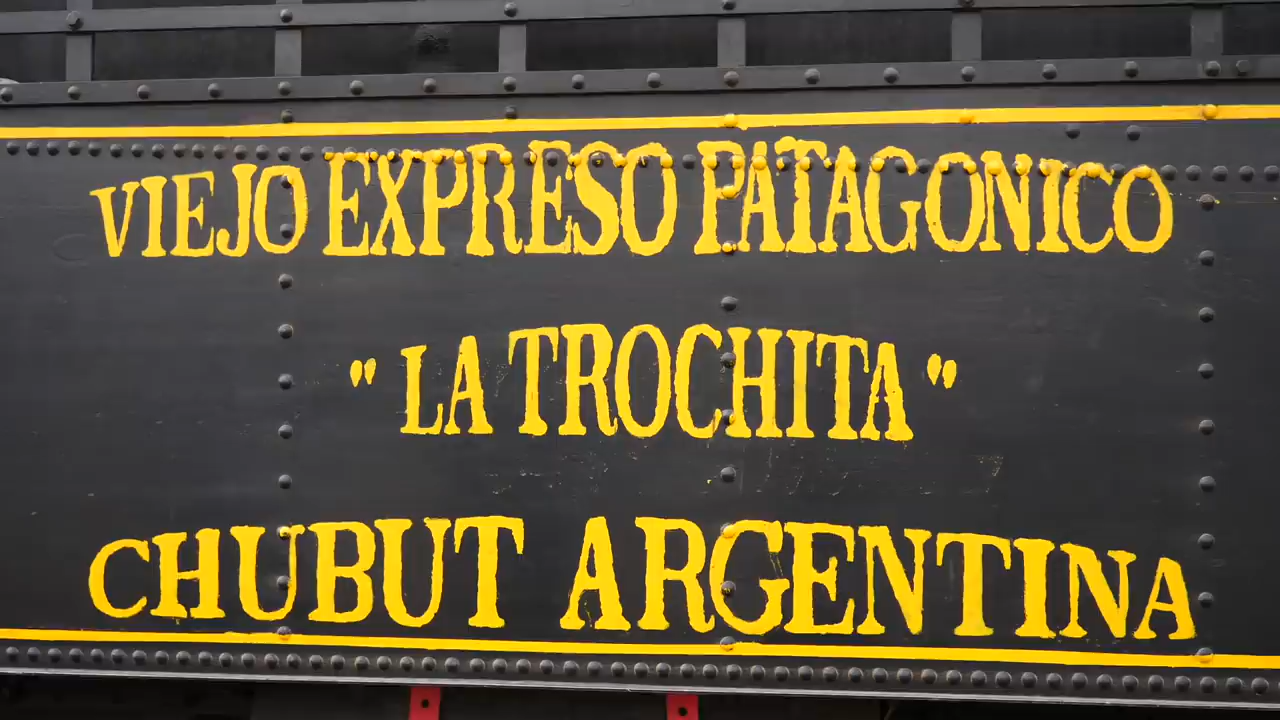 VIEJO EXPRESO PATAGONICO
" LA TROCHITA "
CHUBUT ARGENTINA